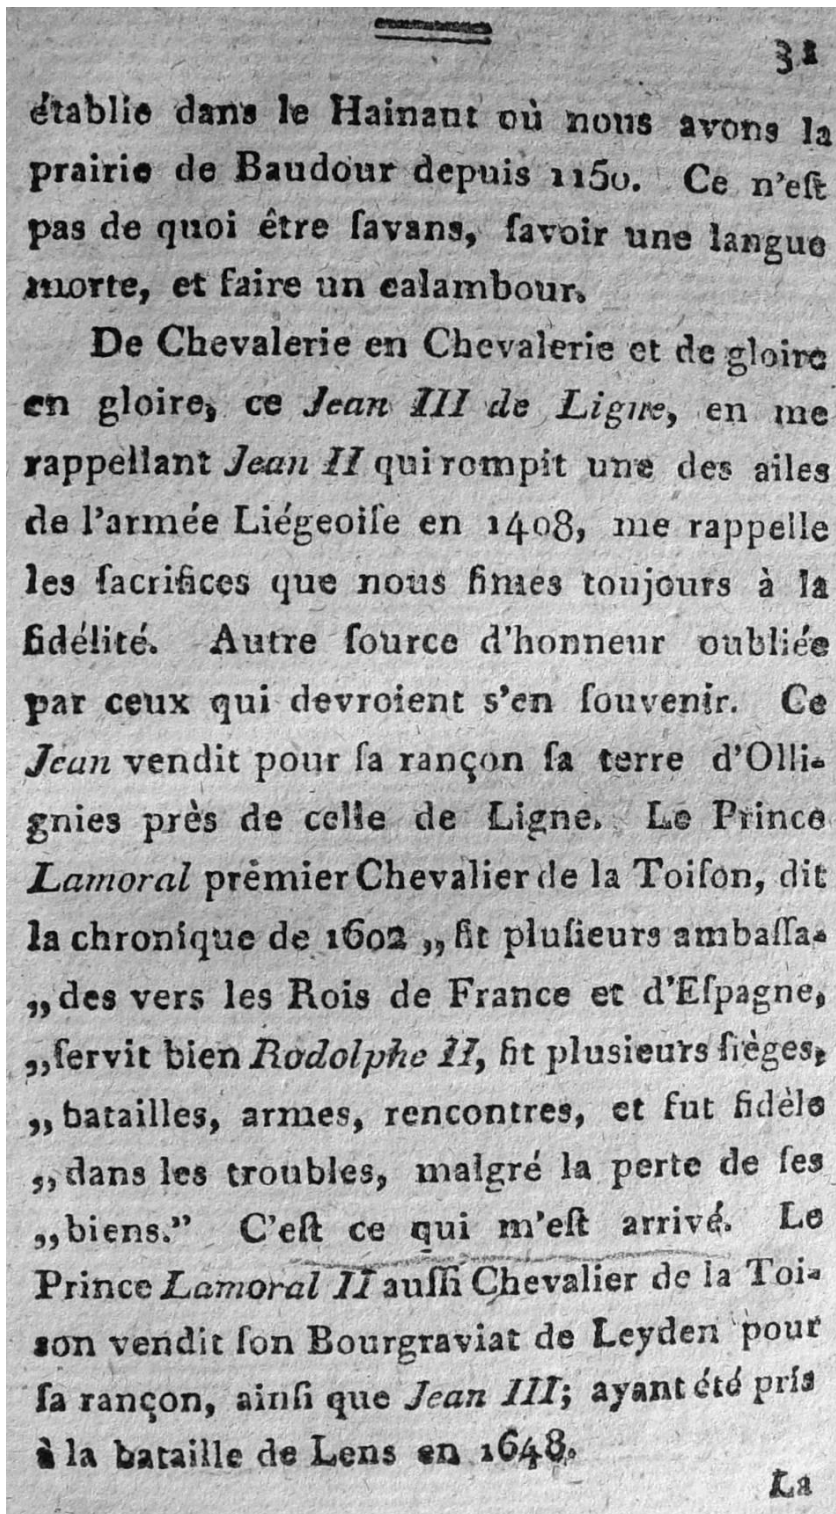 31
établie dans le Hainant où nous avons la
prairie de Baudour depuis 1150. Ce n'eſt
pas de quoi être ſavans, ſavoir une langue
morte, et faire un calambour.
De Chevalerie en Chevalerie et de gloire
en gloire, ce Jean III de Ligne, en me
rappellant Jean II qui rompit une des ailes
de l'armée Liégeoiſe en 1408, me rappelle
les ſacrifices que nous fimes toujours à la
fidélité. Autre ſource d'honneur oubliée
par ceux qui devroient s'en ſouvenir. Ce
Jean vendit pour ſa rançon ſa terre d'Olli-
gnies près de celle de Ligne. Le Prince
Lamoral prêmier Chevalier de la Toiſon, dit
la chronique de 1602 „ fit pluſieurs ambaſſa-
„des vers les Rois de France et d'Eſpagne,
„ſervit bien Rodolphe II, fit plusieurs ſièges,
„batailles, armes, rencontres, et fut fidèle
„dans les troubles, malgré la perte de ſes
„biens.” C'eſt ce qui m'eſt arrivé. Le
Prince Lamoral II auſſi Chevalier de la Toi-
son vendit ſon Bourgraviat de Leyden pour
ſa rançon, ainſi que Jean III; ayant été pris
à la bataille de Lens en 1648.
La